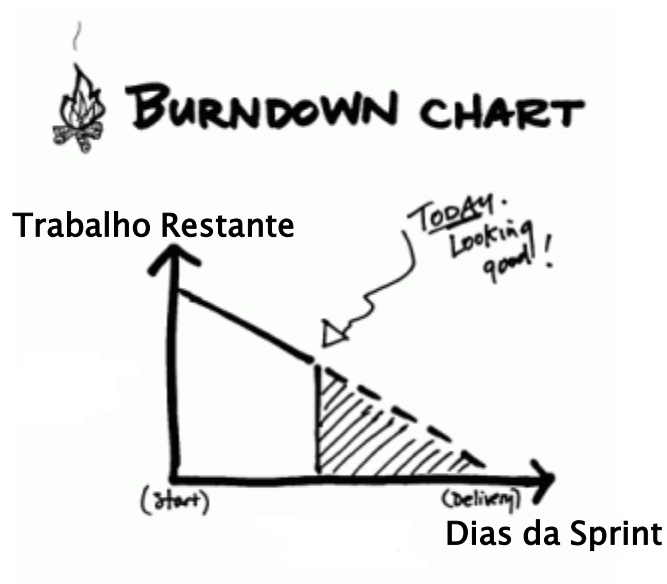 BURNDOWN CHART
Trabalho Restante
TODAY.
Looking
good!
(Start)
(Delivery)
Dias da Sprint